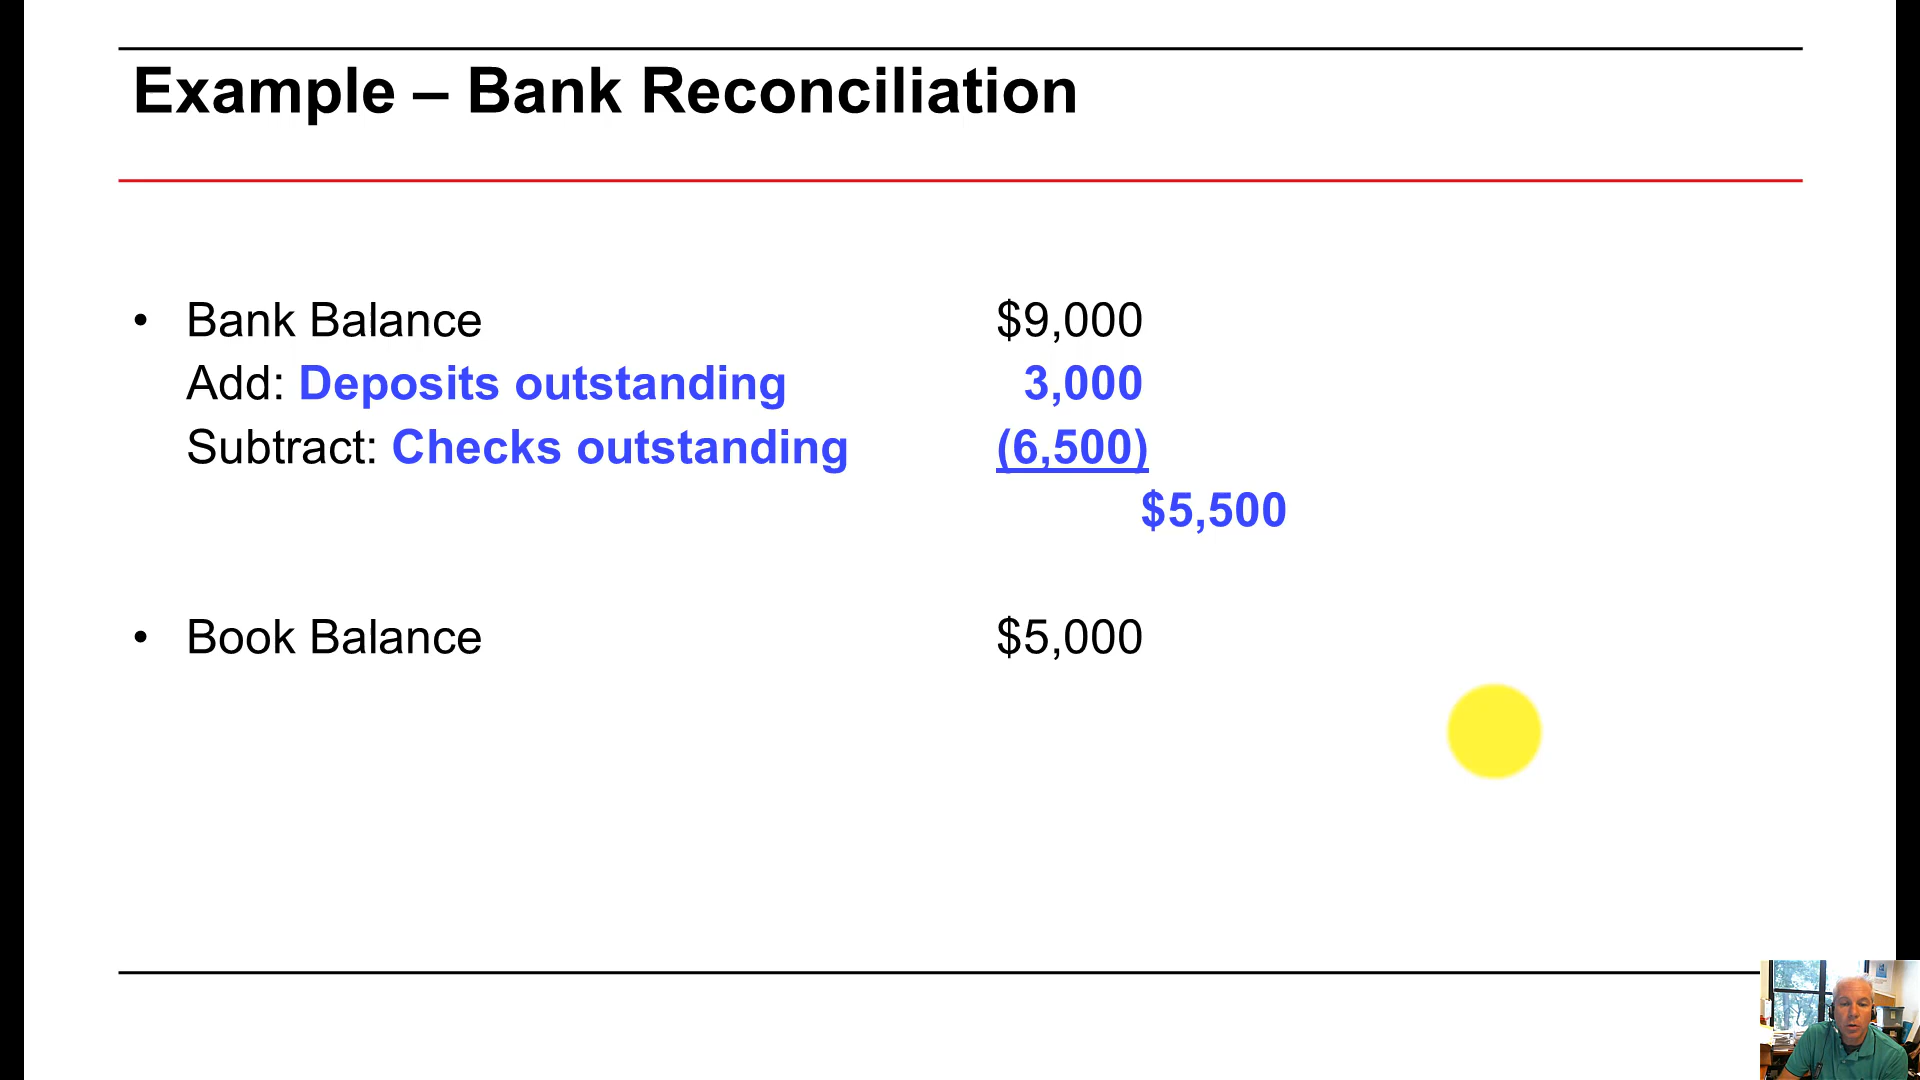 Example – Bank Reconciliation
• Bank Balance $9,000
Add: Deposits outstanding 3,000
Subtract: Checks outstanding (6,500)
$5,500
• Book Balance $5,000